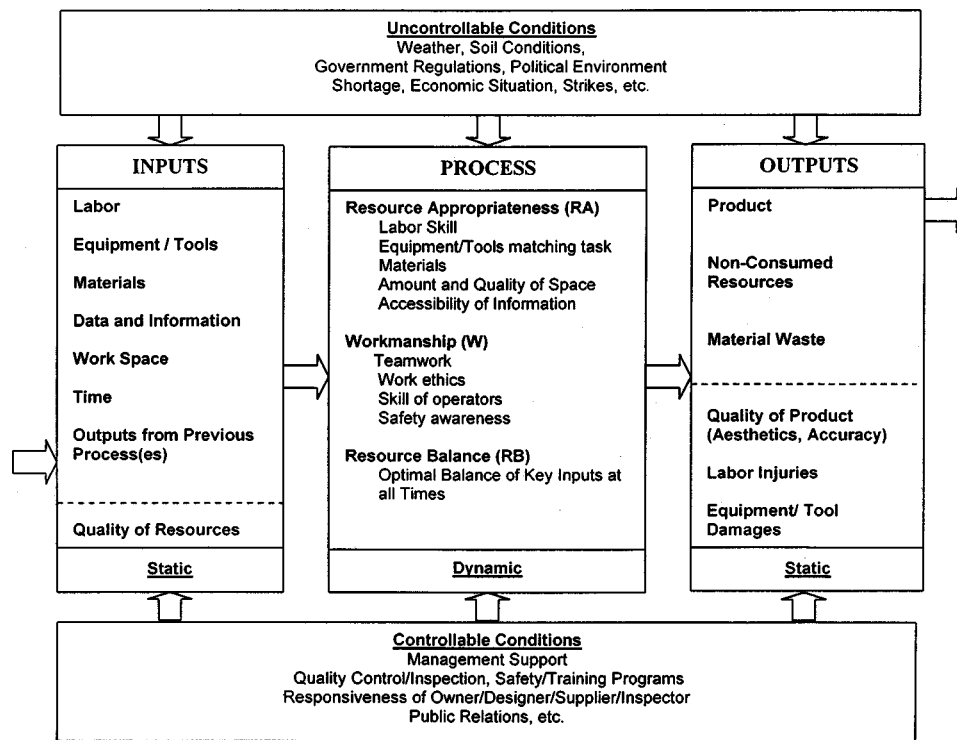 Uncontrollable Conditions
Weather, Soil Conditions,
Government Regulations, Political Environment
Shortage, Economic Situation, Strikes, etc.
INPUTS
Labor
Equipment / Tools
Materials
Data and Information
Work Space
Time
Outputs from Previous
Process(es)
Quality of Resources
Static
PROCESS
Resource Appropriateness (RA)
Labor Skill
Equipment/Tools matching task
Materials
Amount and Quality of Space
Accessibility of Information
Workmanship (W)
Teamwork
Work ethics
Skill of operators
Safety awareness
Resource Balance (RB)
Optimal Balance of Key Inputs at
all Times
Dynamic
OUTPUTS
Product
Non-Consumed
Resources
Material Waste
Quality of Product
(Aesthetics, Accuracy)
Labor Injuries
Equipment/ Tool
Damages
Static
Controllable Conditions
Management Support
Quality Control/Inspection, Safety/Training Programs
Responsiveness of Owner/Designer/Supplier/Inspector
Public Relations, etc.